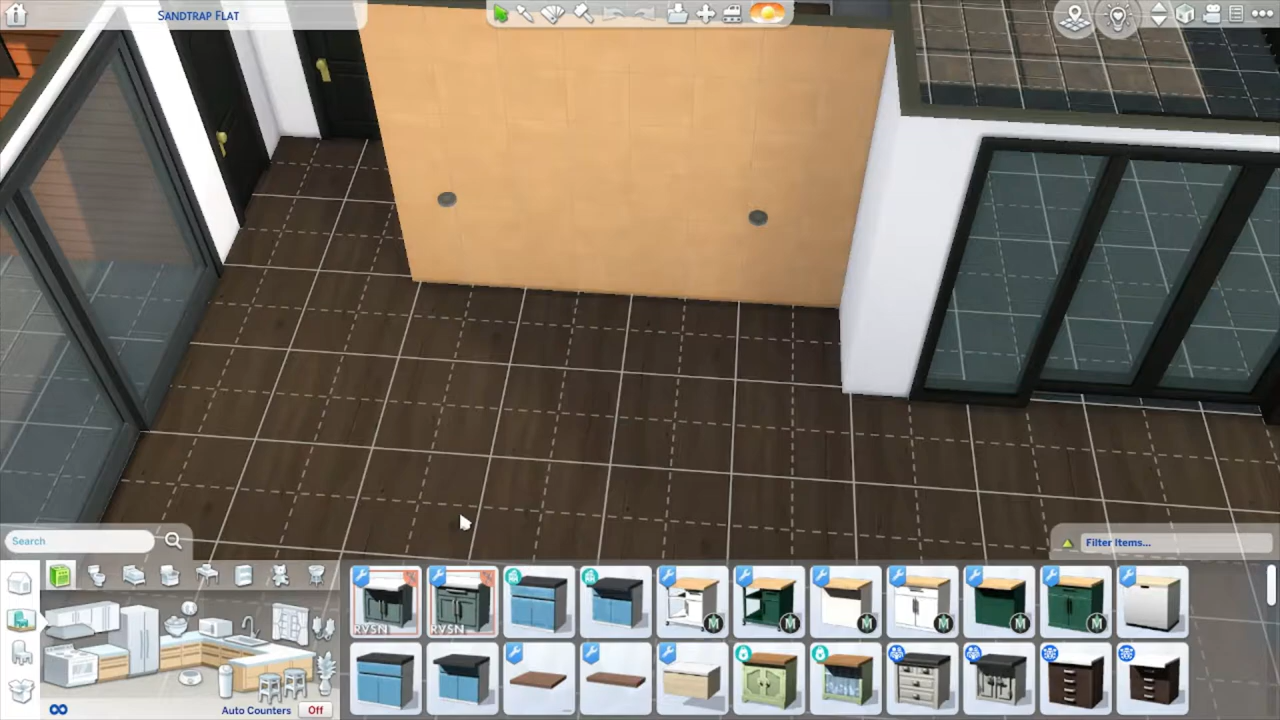 SANDTRAP FLAT
Search
Filter Items...
RVSN
RVSN
M
M
M
M
M
M
Auto Counters Off